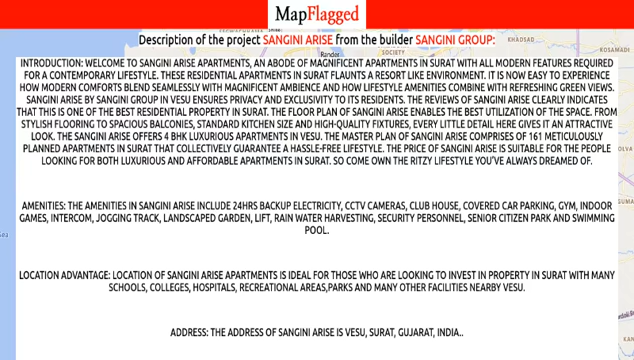 MapFlagged
Description of the project SANGINI ARISE from the builder SANGINI GROUP:
KHADSAD
KOSAMADI
Rander
INTRODUCTION: WELCOME TO SANGINI ARISE APARTMENTS, AN ABODE OF MAGNIFICENT APARTMENTS IN SURAT WITH ALL MODERN FEATURES REQUIRED
FOR A CONTEMPORARY LIFESTYLE. THESE RESIDENTIAL APARTMENTS IN SURAT FLAUNTS A RESORT LIKE ENVIRONMENT. IT IS NOW EASY TO EXPERIENCE
HOW MODERN COMFORTS BLEND SEAMLESSLY WITH MAGNIFICENT AMBIENCE AND HOW LIFESTYLE AMENITIES COMBINE WITH REFRESHING GREEN VIEWS.
SANGINI ARISE BY SANGINI GROUP IN VESU ENSURES PRIVACY AND EXCLUSIVITY TO ITS RESIDENTS. THE REVIEWS OF SANGINI ARISE CLEARLY INDICATES
THAT THIS IS ONE OF THE BEST RESIDENTIAL PROPERTY IN SURAT. THE FLOOR PLAN OF SANGINI ARISE ENABLES THE BEST UTILIZATION OF THE SPACE. FROM
STYLISH FLOORING TO SPACIOUS BALCONIES, STANDARD KITCHEN SIZE AND HIGH-QUALITY FIXTURES, EVERY LITTLE DETAIL HERE GIVES IT AN ATTRACTIVE
LOOK. THE SANGINI ARISE OFFERS 4 BHK LUXURIOUS APARTMENTS IN VESU. THE MASTER PLAN OF SANGINI ARISE COMPRISES OF 161 METICULOUSLY
PLANNED APARTMENTS IN SURAT THAT COLLECTIVELY GUARANTEE A HASSLE-FREE LIFESTYLE. THE PRICE OF SANGINI ARISE IS SUITABLE FOR THE PEOPLE
LOOKING FOR BOTH LUXURIOUS AND AFFORDABLE APARTMENTS IN SURAT. SO COME OWN THE RITZY LIFESTYLE YOU'VE ALWAYS DREAMED OF.
AMENITIES: THE AMENITIES IN SANGINI ARISE INCLUDE 24HRS BACKUP ELECTRICITY, CCTV CAMERAS, CLUB HOUSE, COVERED CAR PARKING, GYM, INDOOR
GAMES, INTERCOM, JOGGING TRACK, LANDSCAPED GARDEN, LIFT, RAIN WATER HARVESTING, SECURITY PERSONNEL, SENIOR CITIZEN PARK AND SWIMMING
POOL.
LOCATION ADVANTAGE: LOCATION OF SANGINI ARISE APARTMENTS IS IDEAL FOR THOSE WHO ARE LOOKING TO INVEST IN PROPERTY IN SURAT WITH MANY
SCHOOLS, COLLEGES, HOSPITALS, RECREATIONAL AREAS,PARKS AND MANY OTHER FACILITIES NEARBY VESU.
ADDRESS: THE ADDRESS OF SANGINI ARISE IS VESU, SURAT, GUJARAT, INDIA..